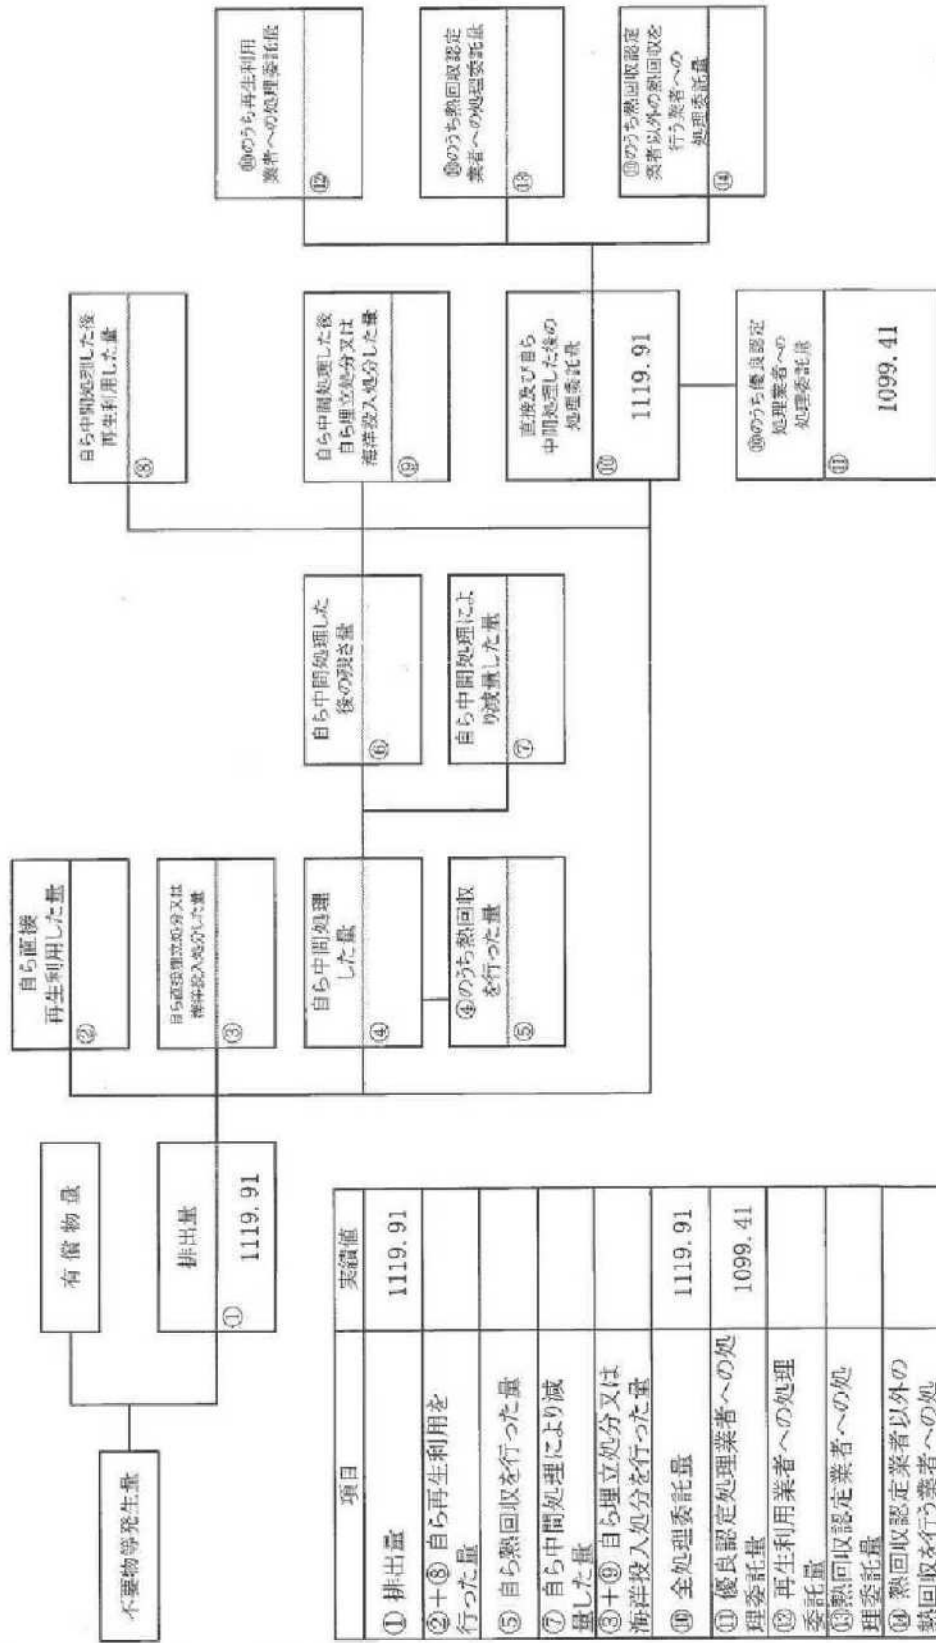 不要物等発生量
有償物量
排出量
①
1119.91
自ら直接
再生利用した量
②
自ら直接埋立処分又は
海洋投入処分した量
③
自ら中間処理
した量
④
④のうち熱回収
を行った量
⑤
自ら中間処理した
後の残さ量
⑥
自ら中間処理によ
り減量した量
⑦
自ら中間処理した後
再生利用した量
⑧
自ら中間処理した後
自ら埋立処分又は
海洋投入処分した量
⑨
直接及び自ら
中間処理した後の
処理委託量
⑩
1119.91
⑩のうち優良認定
処理業者への
処理委託量
⑪
1099.41
⑩のうち再生利用
業者への処理委託量
⑫
⑩のうち熱回収認定
業者への処理委託量
⑬
⑩のうち熱回収認定
業者以外の熱回収を
行う業者への
処理委託量
⑭
項目 実績値
① 排出量 1119.91
②+⑧ 自ら再生利用を
行った量
⑤ 自ら熱回収を行った量
⑦ 自ら中間処理により減
量した量
③+⑨ 自ら埋立処分又は
海洋投入処分を行った量
⑩ 全処理委託量 1119.91
⑪ 優良認定処理業者への処
理委託量 1099.41
⑫ 再生利用業者への処理
委託量
⑬熱回収認定業者への処
理委託量
⑭ 熱回収認定業者以外の
熱回収を行う業者への処